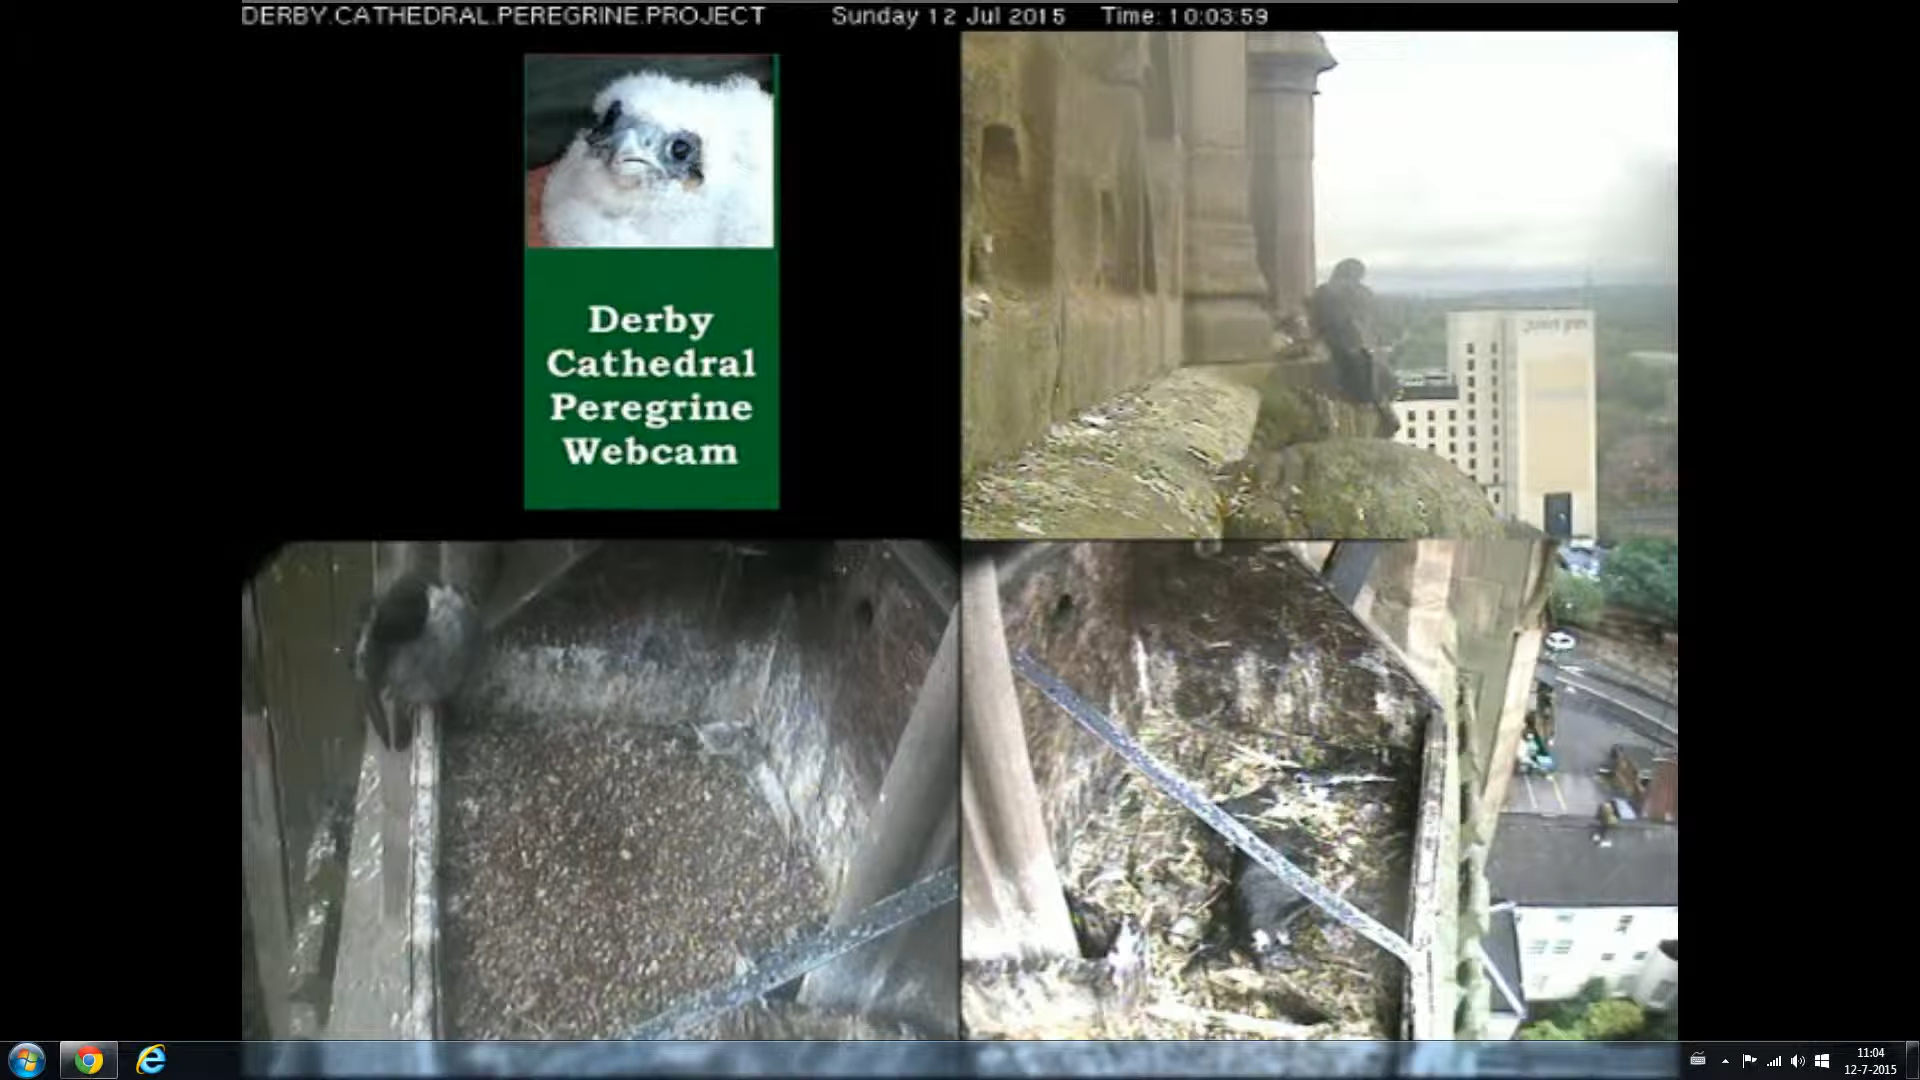 DERBY.CATHEDRAL.PEREGRINE.PROJECT Sunday 12 Jul 2015 Time: 10:03:59
Derby
Cathedral
Peregrine
Webcam
11:04
12-7-2015